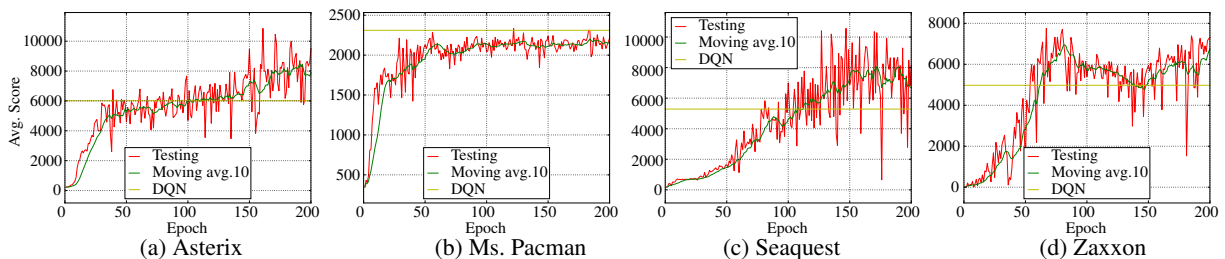 Avg. Score
10000
8000
6000
4000
2000
0
0 50 100 150 200
Epoch
Testing
Moving avg.10
DQN
(a) Asterix
2500
2000
1500
1000
500
0 50 100 150 200
Epoch
Testing
Moving avg.10
DQN
(b) Ms. Pacman
10000
8000
6000
4000
2000
0
0 50 100 150 200
Epoch
Testing
Moving avg.10
DQN
(c) Seaquest
8000
6000
4000
2000
0
0 50 100 150 200
Epoch
Testing
Moving avg.10
DQN
(d) Zaxxon